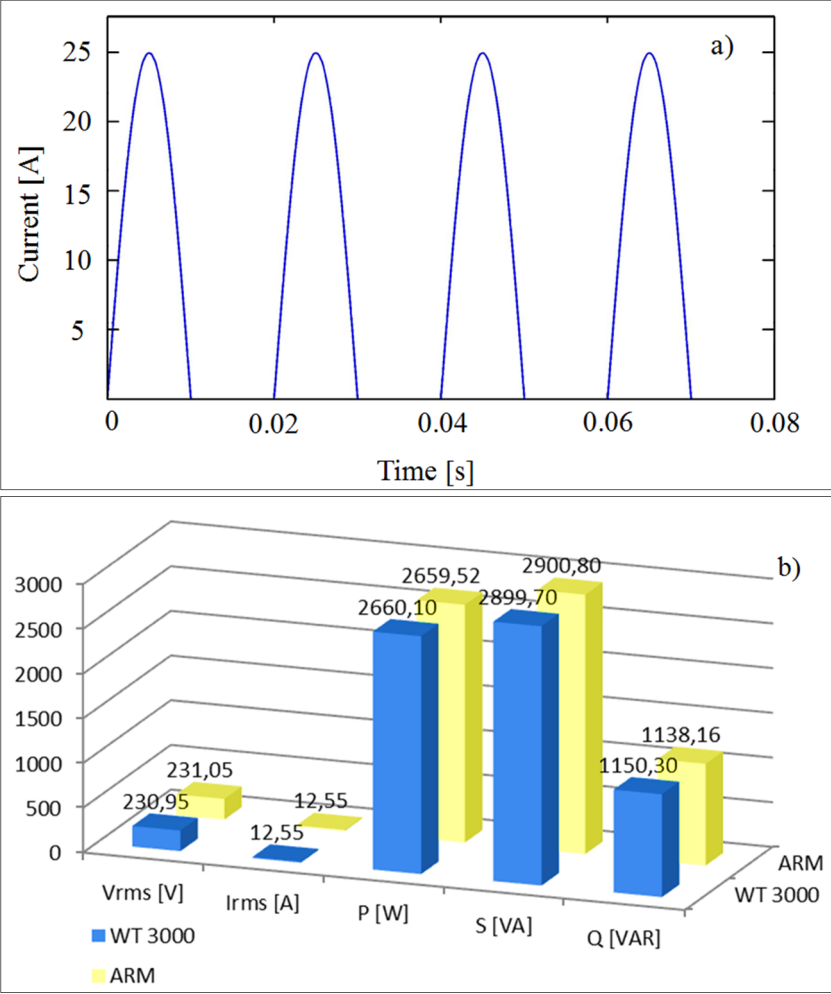 a)
25
20
15
10
5
Current [A]
0 0.02 0.04 0.06 0.08
Time [s]
b)
3000
2500
2000
1500
1000
500
0
230,95
231,05
12,55
12,55
2660,10
2659,52
2899,70
2900,80
1150,30
1138,16
Vrms [V]
Irms [A]
P [W]
S [VA]
Q [VAR]
ARM
WT 3000
WT 3000
ARM